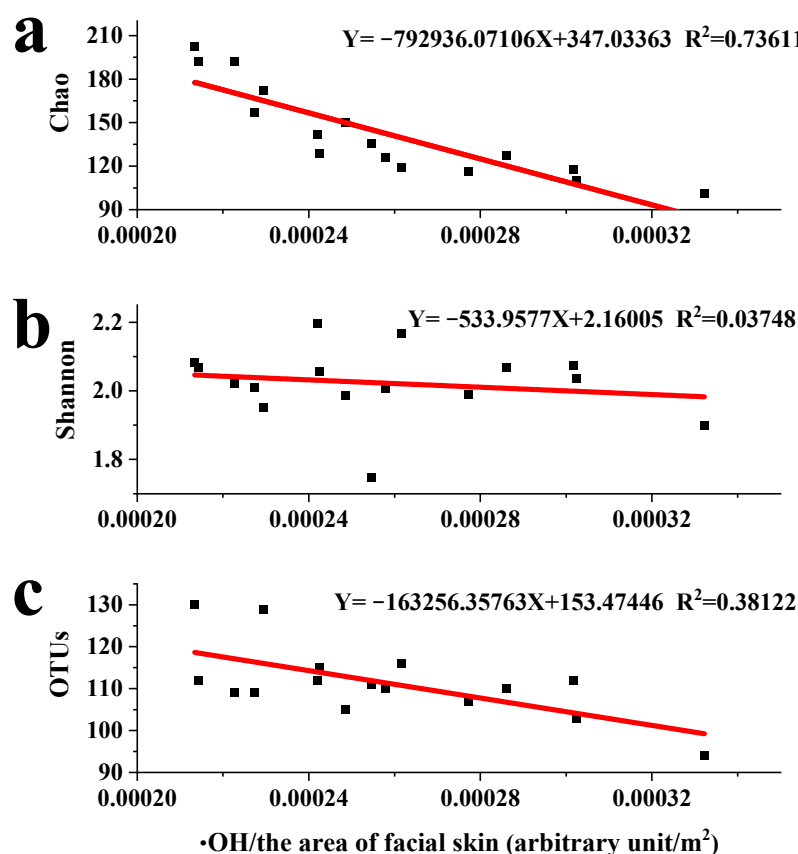 a
Y= −792936.07106X+347.03363 R²=0.73611
Chao
210
180
150
120
90
0.00020 0.00024 0.00028 0.00032
b
Y= −533.9577X+2.16005 R²=0.03748
Shannon
2.2
2.0
1.8
0.00020 0.00024 0.00028 0.00032
c
Y= −163256.35763X+153.47446 R²=0.38122
OTUs
130
120
110
100
90
0.00020 0.00024 0.00028 0.00032
·OH/the area of facial skin (arbitrary unit/m²)